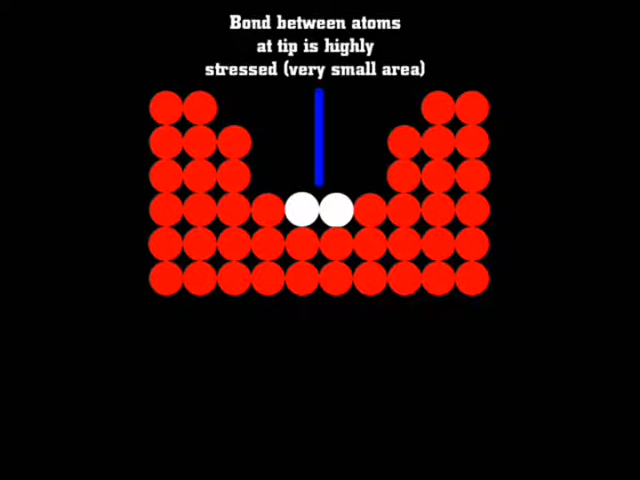 Bond between atoms
at tip is highly
stressed (very small area)